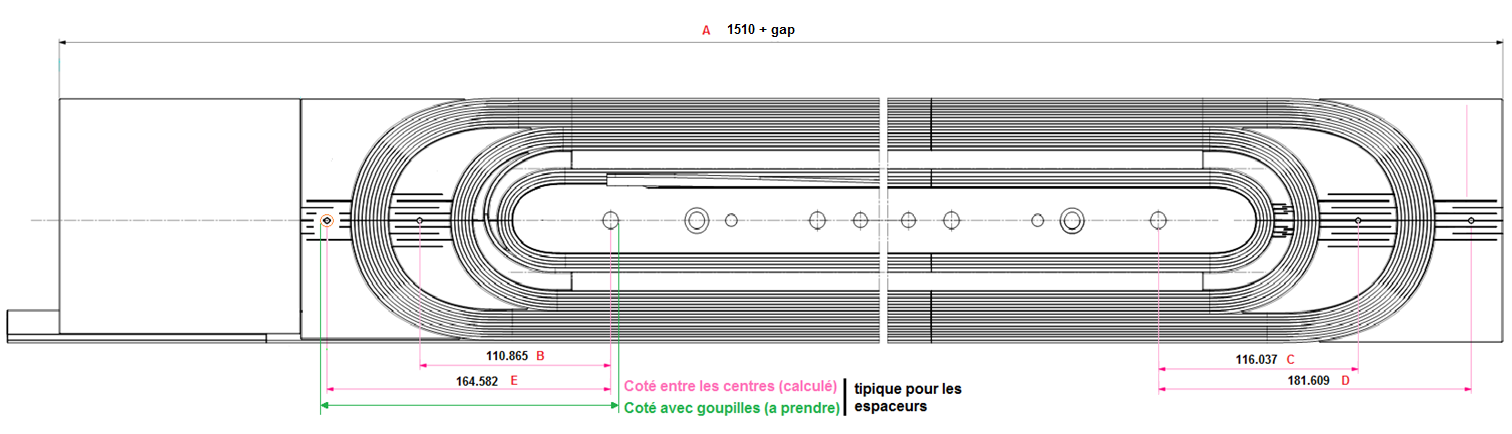 A 1510 + gap
110.865 B
116.037 C
164.582 E
181.609 D
Coté entre les centres (calculé)
Coté avec goupilles (a prendre)
tipique pour les
espaceurs